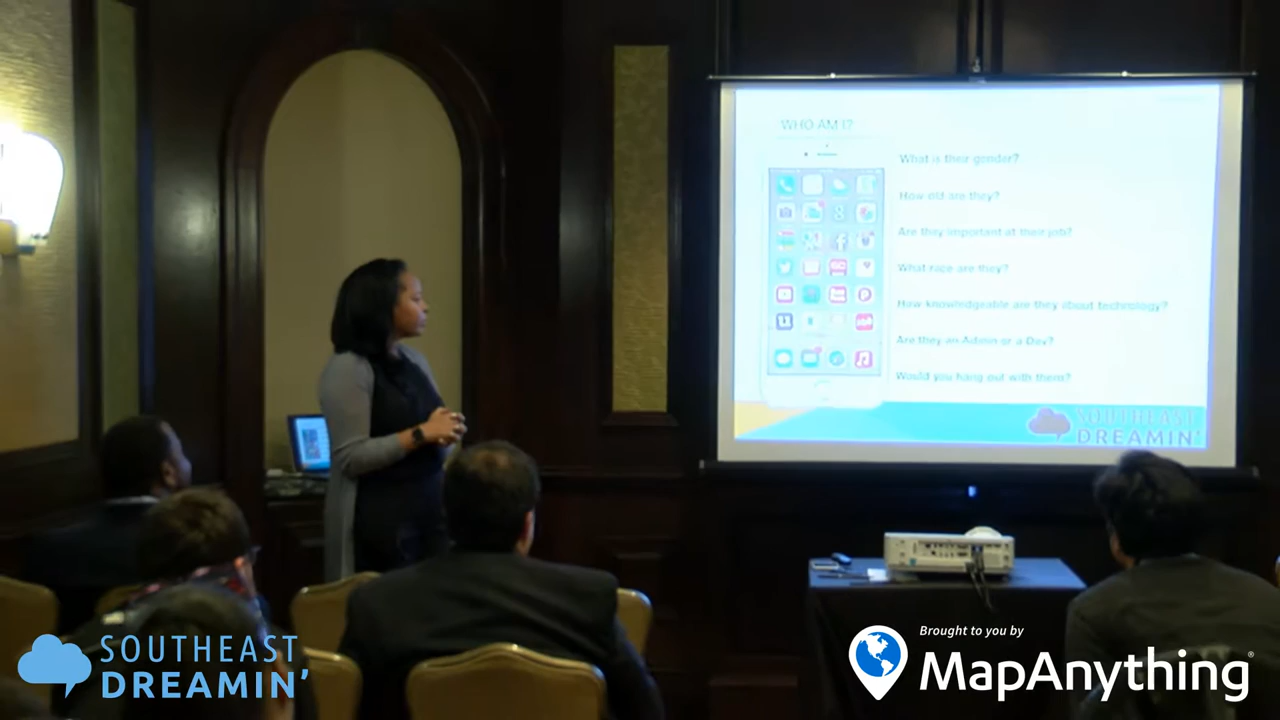 WHO AM I?
What is their gender?
How old are they?
Are they important at their job?
What race are they?
How knowledgeable are they about technology?
Are they an Admin or a Dev?
Would you hang out with them?
SOUTHEAST
DREAMIN'
SOUTHEAST
DREAMIN'
Brought to you by
MapAnything®